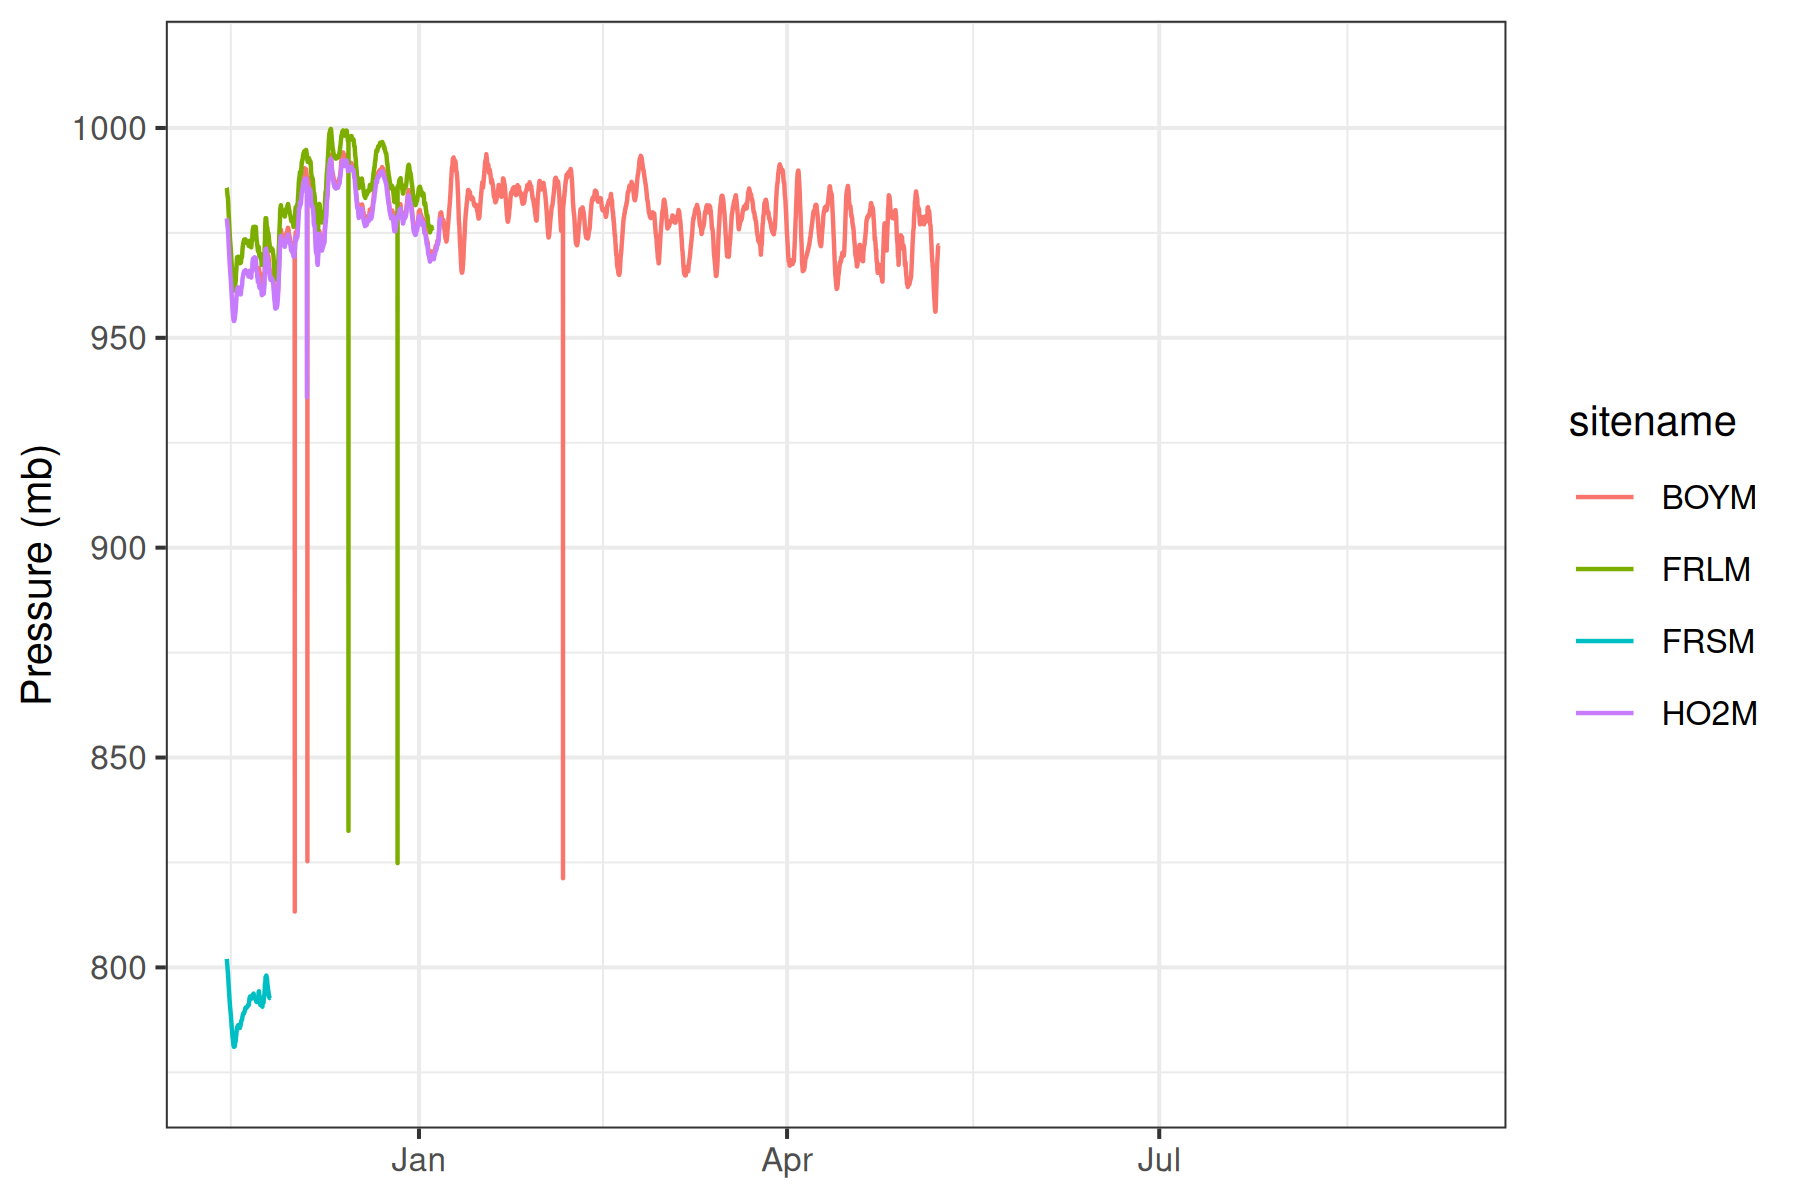 Pressure (mb)
1000
950
900
850
800
Jan
Apr
Jul
sitename
BOYM
FRLM
FRSM
HO2M